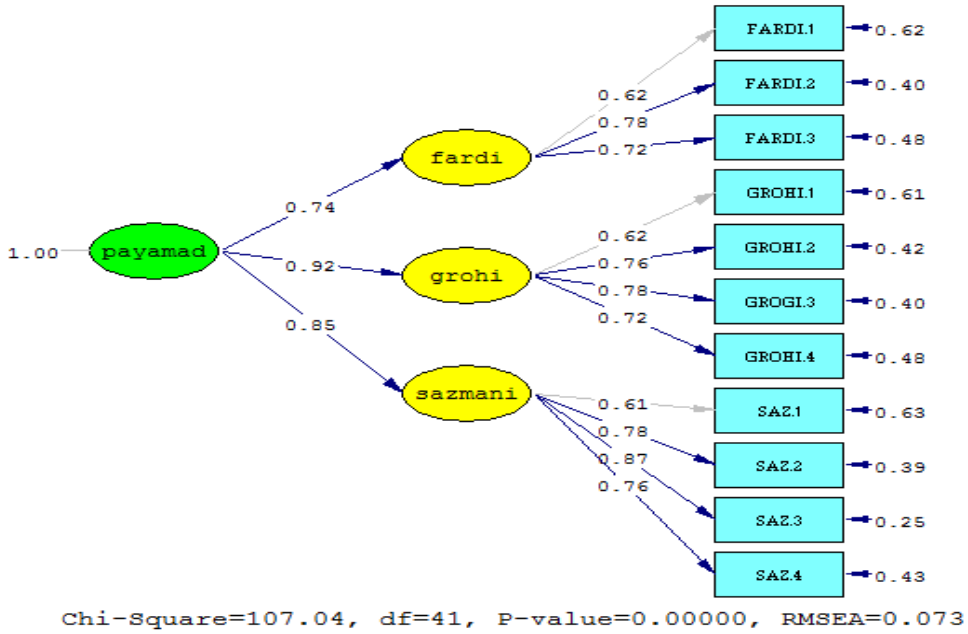 FARDI.1
0.62
0.62
FARDI.2
0.40
0.78
FARDI.3
0.48
0.72
fardi
GROHI.1
0.61
0.74
0.62
1.00
payamad
GROHI.2
0.42
0.76
0.92
grohi
GROGI.3
0.40
0.78
0.72
0.85
GROHI.4
0.48
sazmani
0.61
SAZ.1
0.63
0.78
0.87
SAZ.2
0.39
0.76
SAZ.3
0.25
SAZ.4
0.43
Chi-Square=107.04, df=41, P-value=0.00000, RMSEA=0.073